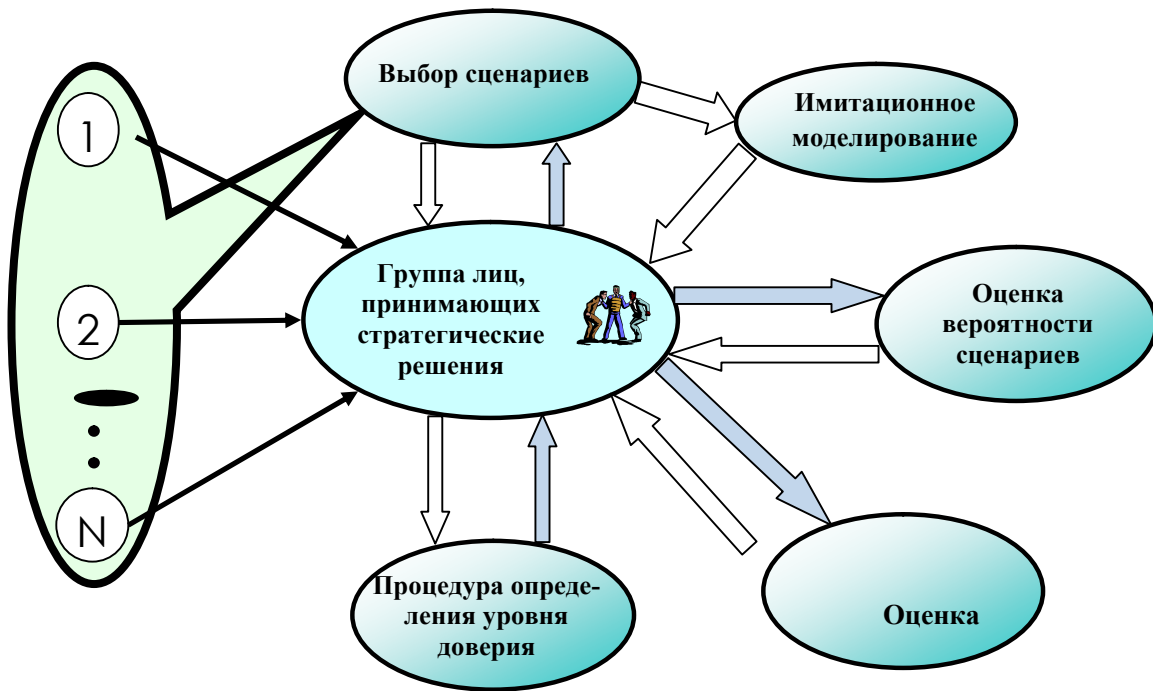 Выбор сценариев
Имитационное
моделирование
1
2
N
Группа лиц,
принимающих
стратегические
решения
Оценка
вероятности
сценариев
Процедура опреде-
ления уровня
доверия
Оценка